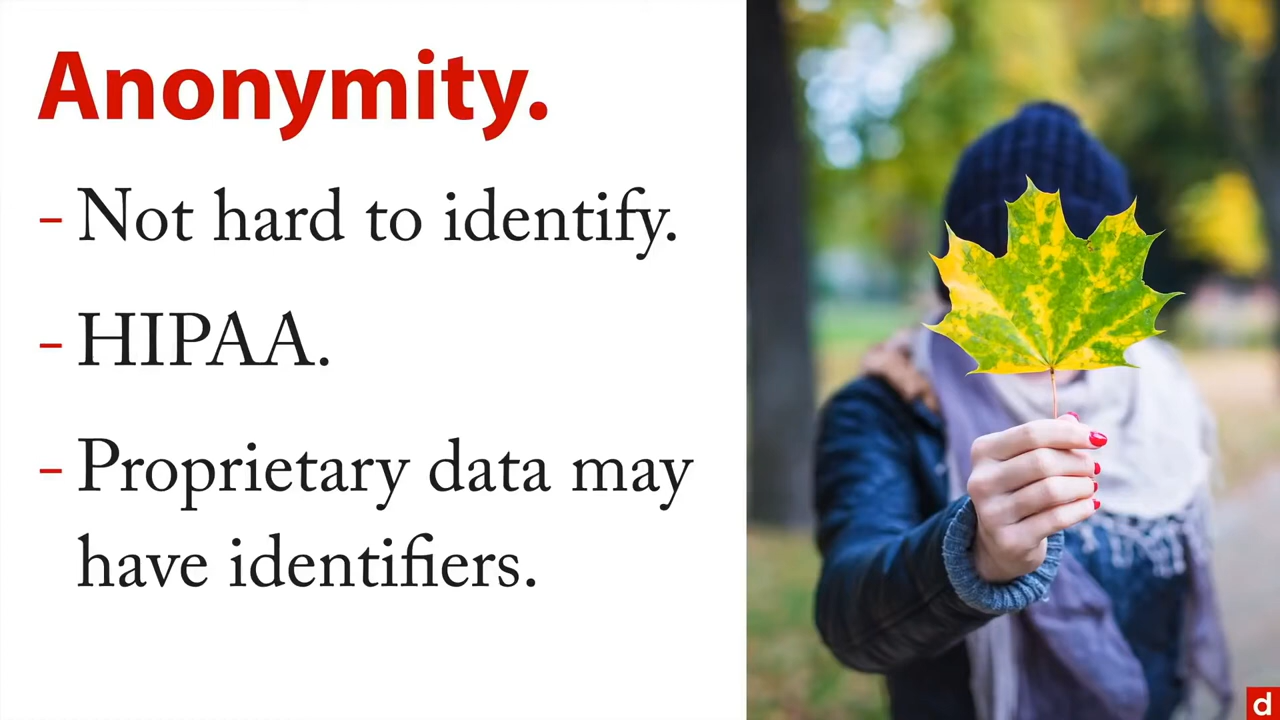 Anonymity.
- Not hard to identify.
- HIPAA.
- Proprietary data may
have identifiers.
d